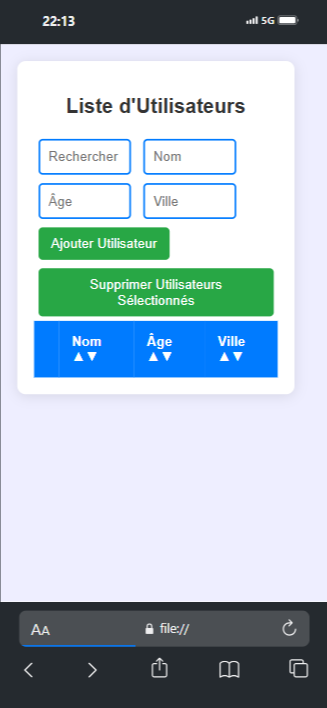 22:13
5G
Liste d'Utilisateurs
Rechercher
Nom
Âge
Ville
Ajouter Utilisateur
Supprimer Utilisateurs
Sélectionnés
Nom
▲▼
Âge
▲▼
Ville
▲▼
AA
file://